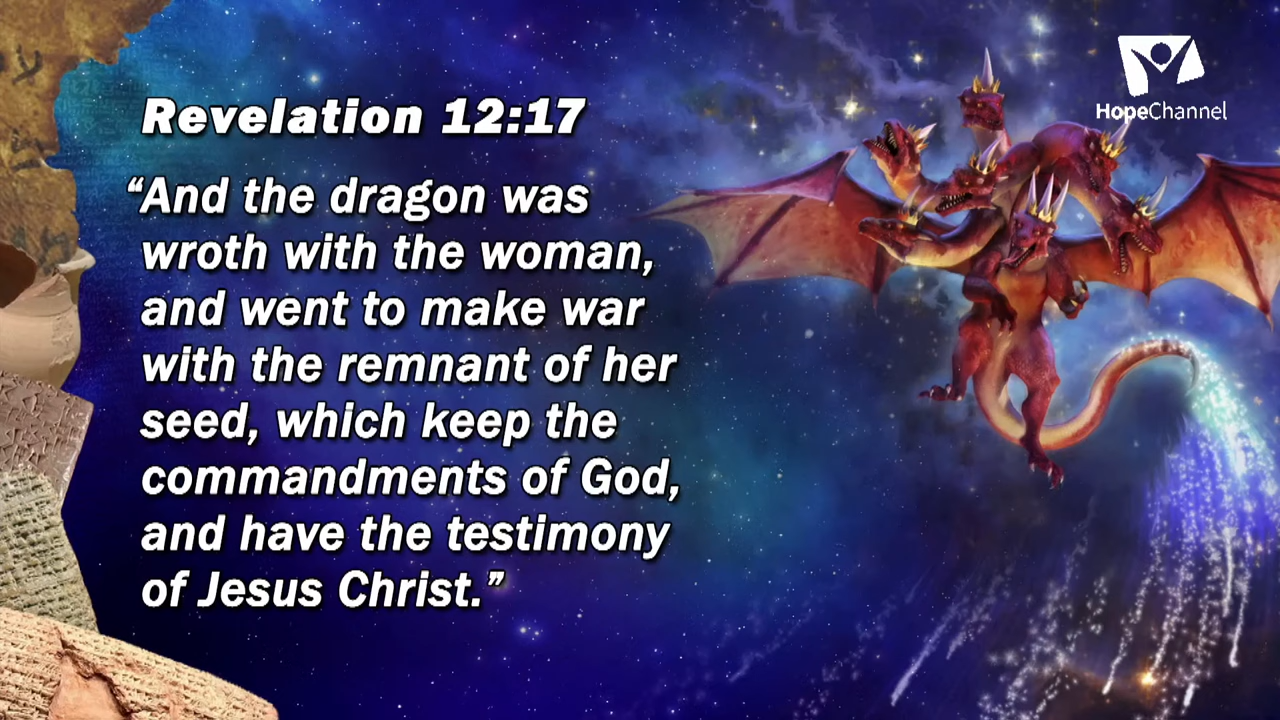 HopeChannel
Revelation 12:17
“And the dragon was
wroth with the woman,
and went to make war
with the remnant of her
seed, which keep the
commandments of God,
and have the testimony
of Jesus Christ.”